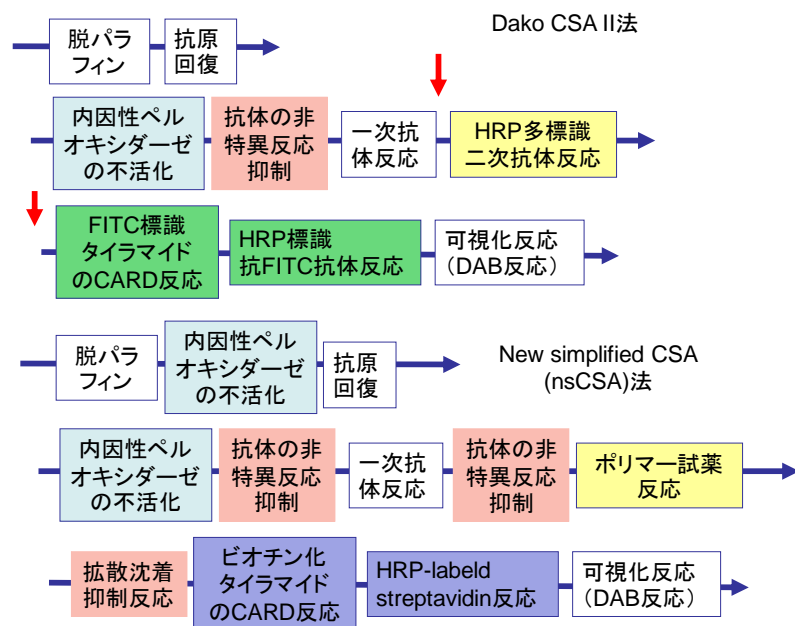 Dako CSA II法
脱パラ
フィン
抗原
回復
内因性ペル
オキシダーゼ
の不活化
抗体の非
特異反応
抑制
一次抗
体反応
HRP多標識
二次抗体反応
FITC標識
タイラマイド
のCARD反応
HRP標識
抗FITC抗体反応
可視化反応
（DAB反応）
脱パラ
フィン
内因性ペル
オキシダーゼ
の不活化
抗原
回復
New simplified CSA
(nsCSA)法
内因性ペル
オキシダーゼ
の不活化
抗体の非
特異反応
抑制
一次抗
体反応
抗体の非
特異反応
抑制
ポリマー試薬
反応
拡散沈着
抑制反応
ビオチン化
タイラマイド
のCARD反応
HRP-labeld
streptavidin反応
可視化反応
（DAB反応）